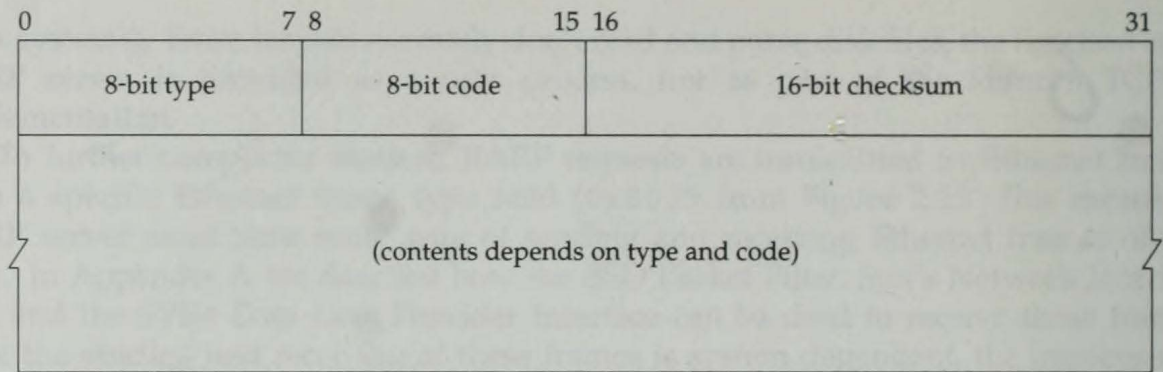 0 7 8 15 16 31
8-bit type 8-bit code 16-bit checksum
(contents depends on type and code)